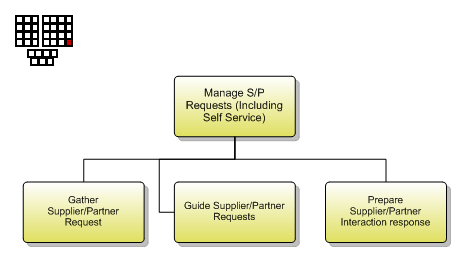 Manage S/P
Requests (Including
Self Service)
Gather
Supplier/Partner
Request
Guide Supplier/Partner
Requests
Prepare
Supplier/Partner
Interaction response